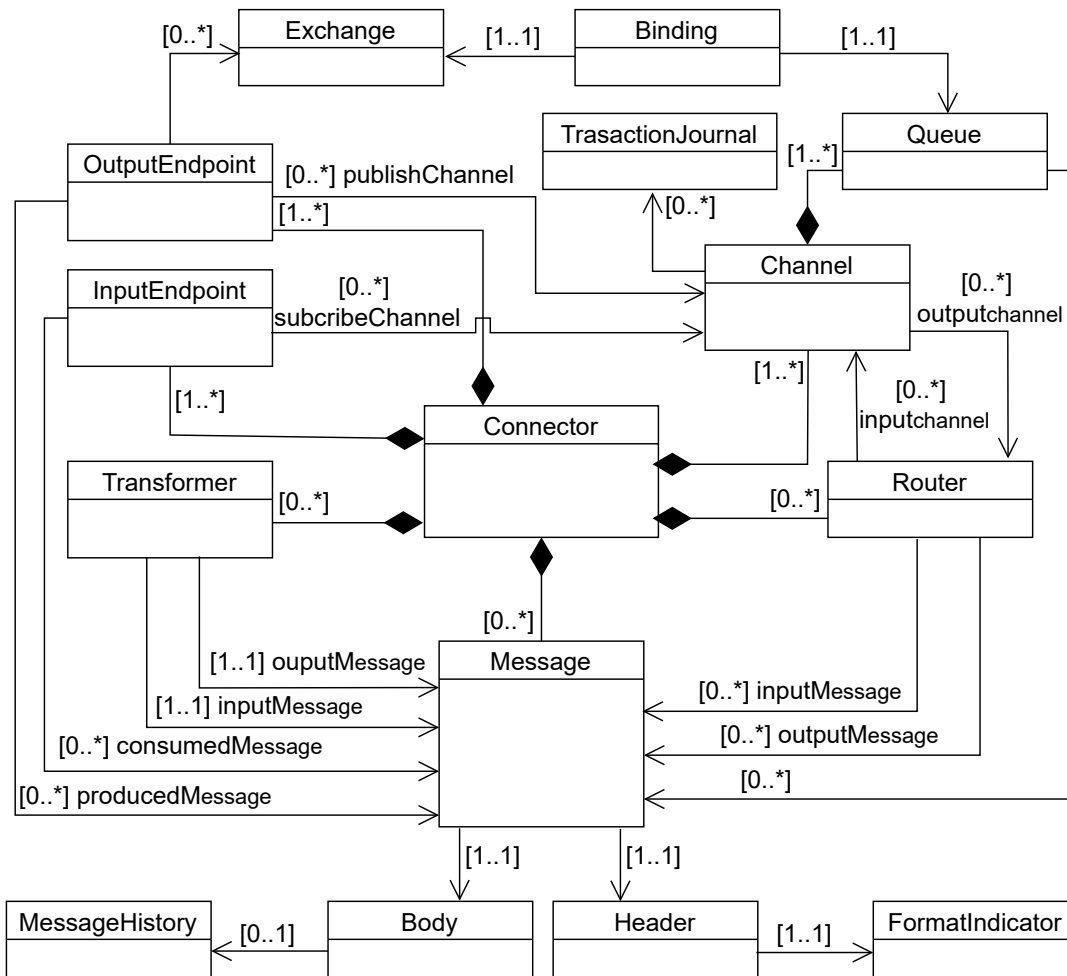 [0..*]
Exchange
[1..1]
Binding
[1..1]
TrasactionJournal
Queue
[1..*]
OutputEndpoint
[0..*] publishChannel
[1..*]
[0..*]
Channel
InputEndpoint
[0..*]
subcribeChannel
[0..*]
outputchannel
[1..*]
[1..*]
[0..*]
inputchannel
Connector
Transformer
[0..*]
[0..*]
Router
[0..*]
Message
[1..1] ouputMessage
[1..1] inputMessage
[0..*] consumedMessage
[0..*] producedMessage
[0..*] inputMessage
[0..*] outputMessage
[0..*]
[1..1]
[1..1]
MessageHistory
[0..1]
Body
Header
[1..1]
FormatIndicator